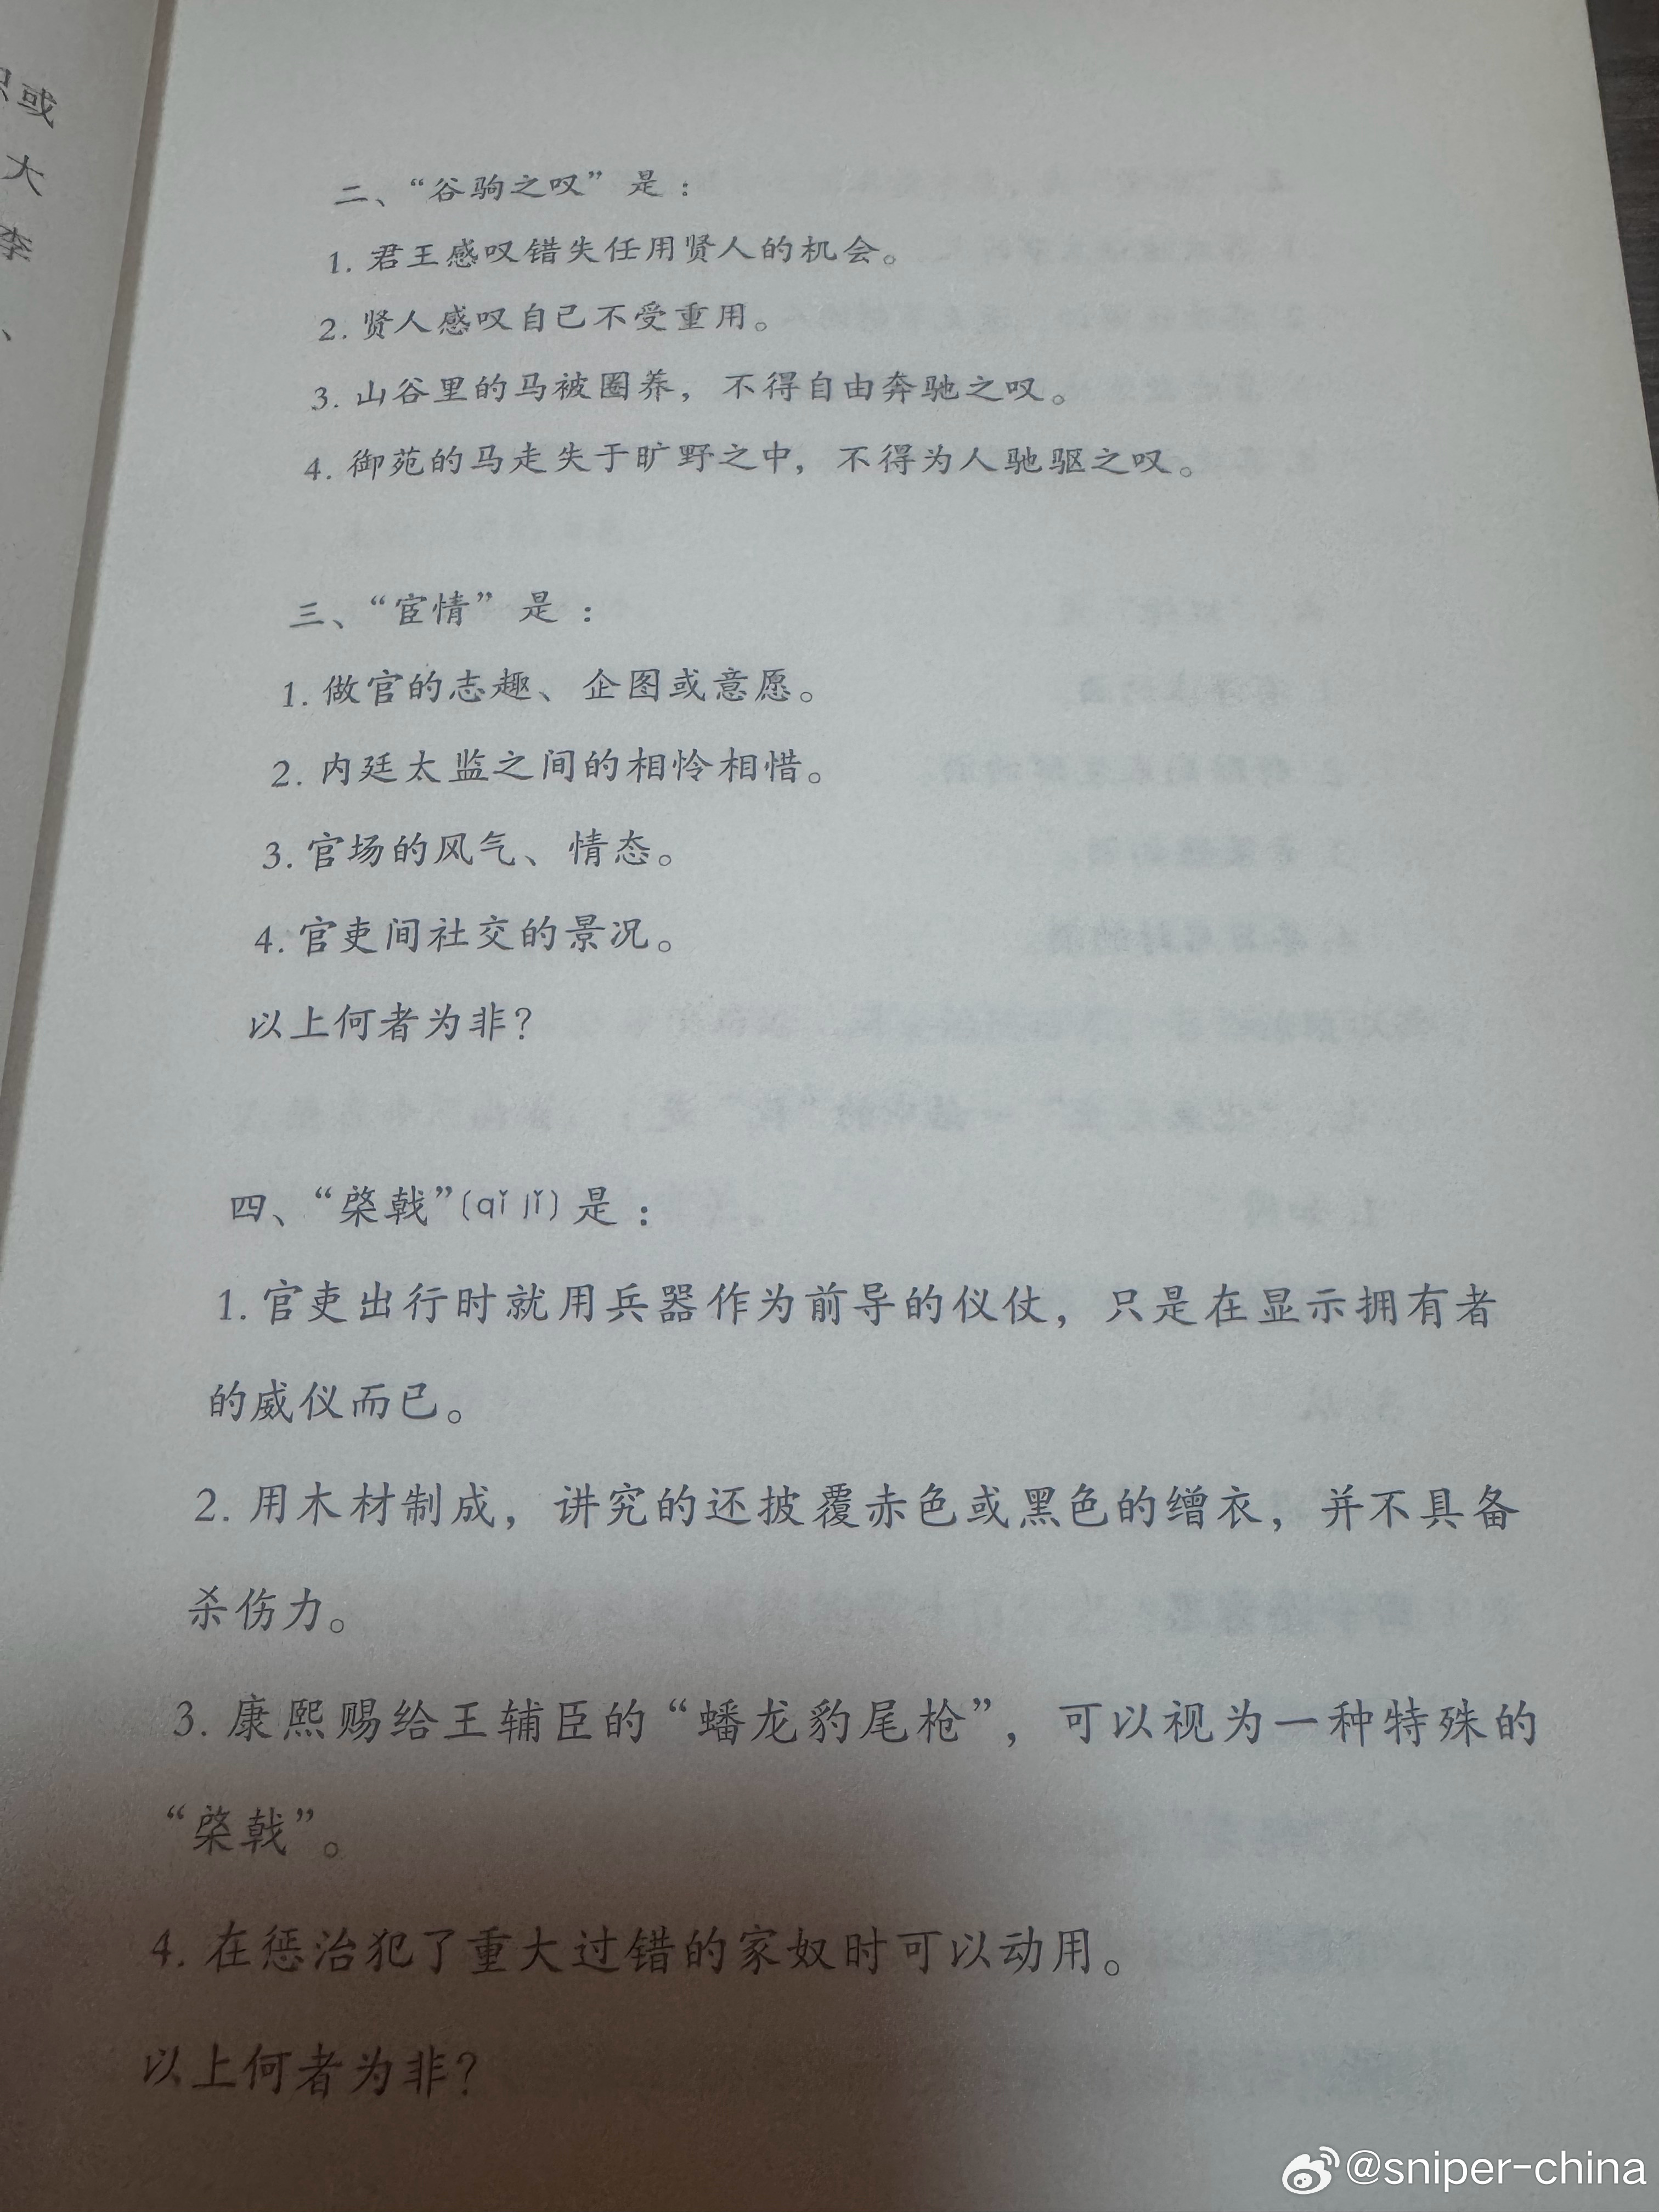 或
大
李
、
二、“谷驹之叹”是：
1. 君王感叹错失任用贤人的机会。
2. 贤人感叹自己不受重用。
3. 山谷里的马被圈养，不得自由奔驰之叹。
4. 御苑的马走失于旷野之中，不得为人驰驱之叹。
三、“宦情”是：
1. 做官的志趣、企图或意愿。
2. 内廷太监之间的相怜相惜。
3. 官场的风气、情态。
4. 官吏间社交的景况。
以上何者为非？
四、“棨戟”(qǐ jǐ)是：
1. 官吏出行时就用兵器作为前导的仪仗，只是在显示拥有者
的威仪而已。
2. 用木材制成，讲究的还披覆赤色或黑色的缯衣，并不具备
杀伤力。
3. 康熙赐给王辅臣的“蟠龙豹尾枪”，可以视为一种特殊的
“棨戟”。
4. 在惩治犯了重大过错的家奴时可以动用。
以上何者为非？
@sniper-china